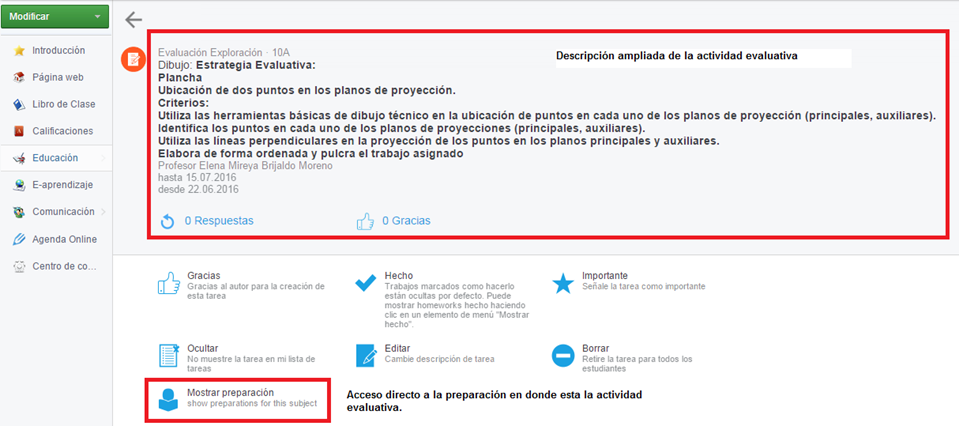 Modificar
Introducción
Página web
Libro de Clase
Calificaciones
Educación
E-aprendizaje
Comunicación
Agenda Online
Centro de co...
Evaluación Exploración · 10A
Descripción ampliada de la actividad evaluativa
Dibujo: Estrategia Evaluativa:
Plancha
Ubicación de dos puntos en los planos de proyección.
Criterios:
Utiliza las herramientas básicas de dibujo técnico en la ubicación de puntos en cada uno de los planos de proyección (principales, auxiliares).
Identifica los puntos en cada uno de los planos de proyecciones (principales, auxiliares).
Utiliza las líneas perpendiculares en la proyección de los puntos en los planos principales y auxiliares.
Elabora de forma ordenada y pulcra el trabajo asignado
Profesor Elena Mireya Brijaldo Moreno
hasta 15.07.2016
desde 22.06.2016
0 Respuestas
0 Gracias
Gracias
Gracias al autor para la creación de
esta tarea
Hecho
Trabajos marcados como hacerlo
están ocultas por defecto. Puede
mostrar homeworks hecho haciendo
clic en un elemento de menú "Mostrar
hecho".
Importante
Señale la tarea como importante
Ocultar
No muestre la tarea en mi lista de
tareas
Editar
Cambie descripción de tarea
Borrar
Retire la tarea para todos los
estudiantes
Mostrar preparación
show preparations for this subject
Acceso directo a la preparación en donde esta la actividad
evaluativa.